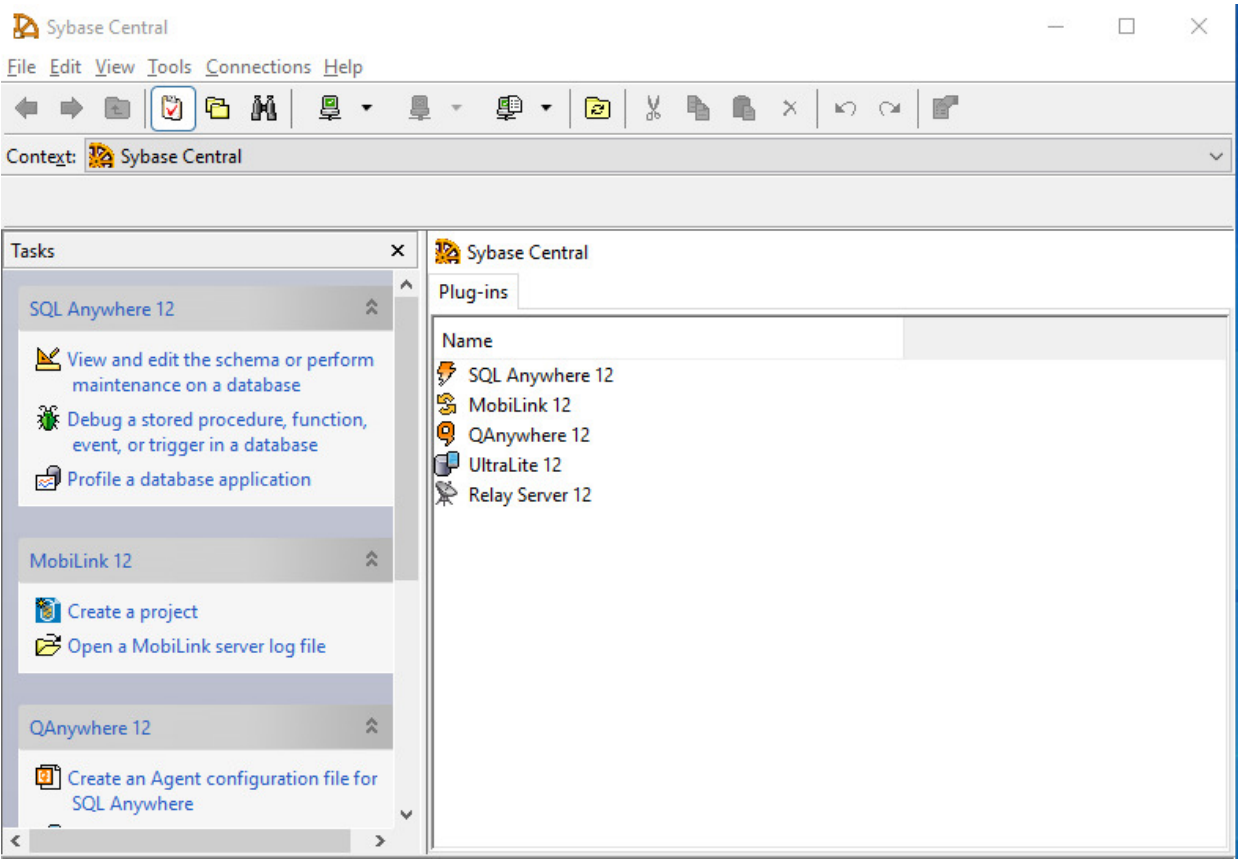 Sybase Central
File Edit View Tools Connections Help
Context: Sybase Central
Tasks
SQL Anywhere 12
View and edit the schema or perform
maintenance on a database
Debug a stored procedure, function,
event, or trigger in a database
Profile a database application
MobiLink 12
Create a project
Open a MobiLink server log file
QAnywhere 12
Create an Agent configuration file for
SQL Anywhere
Sybase Central
Plug-ins
Name
SQL Anywhere 12
MobiLink 12
QAnywhere 12
UltraLite 12
Relay Server 12